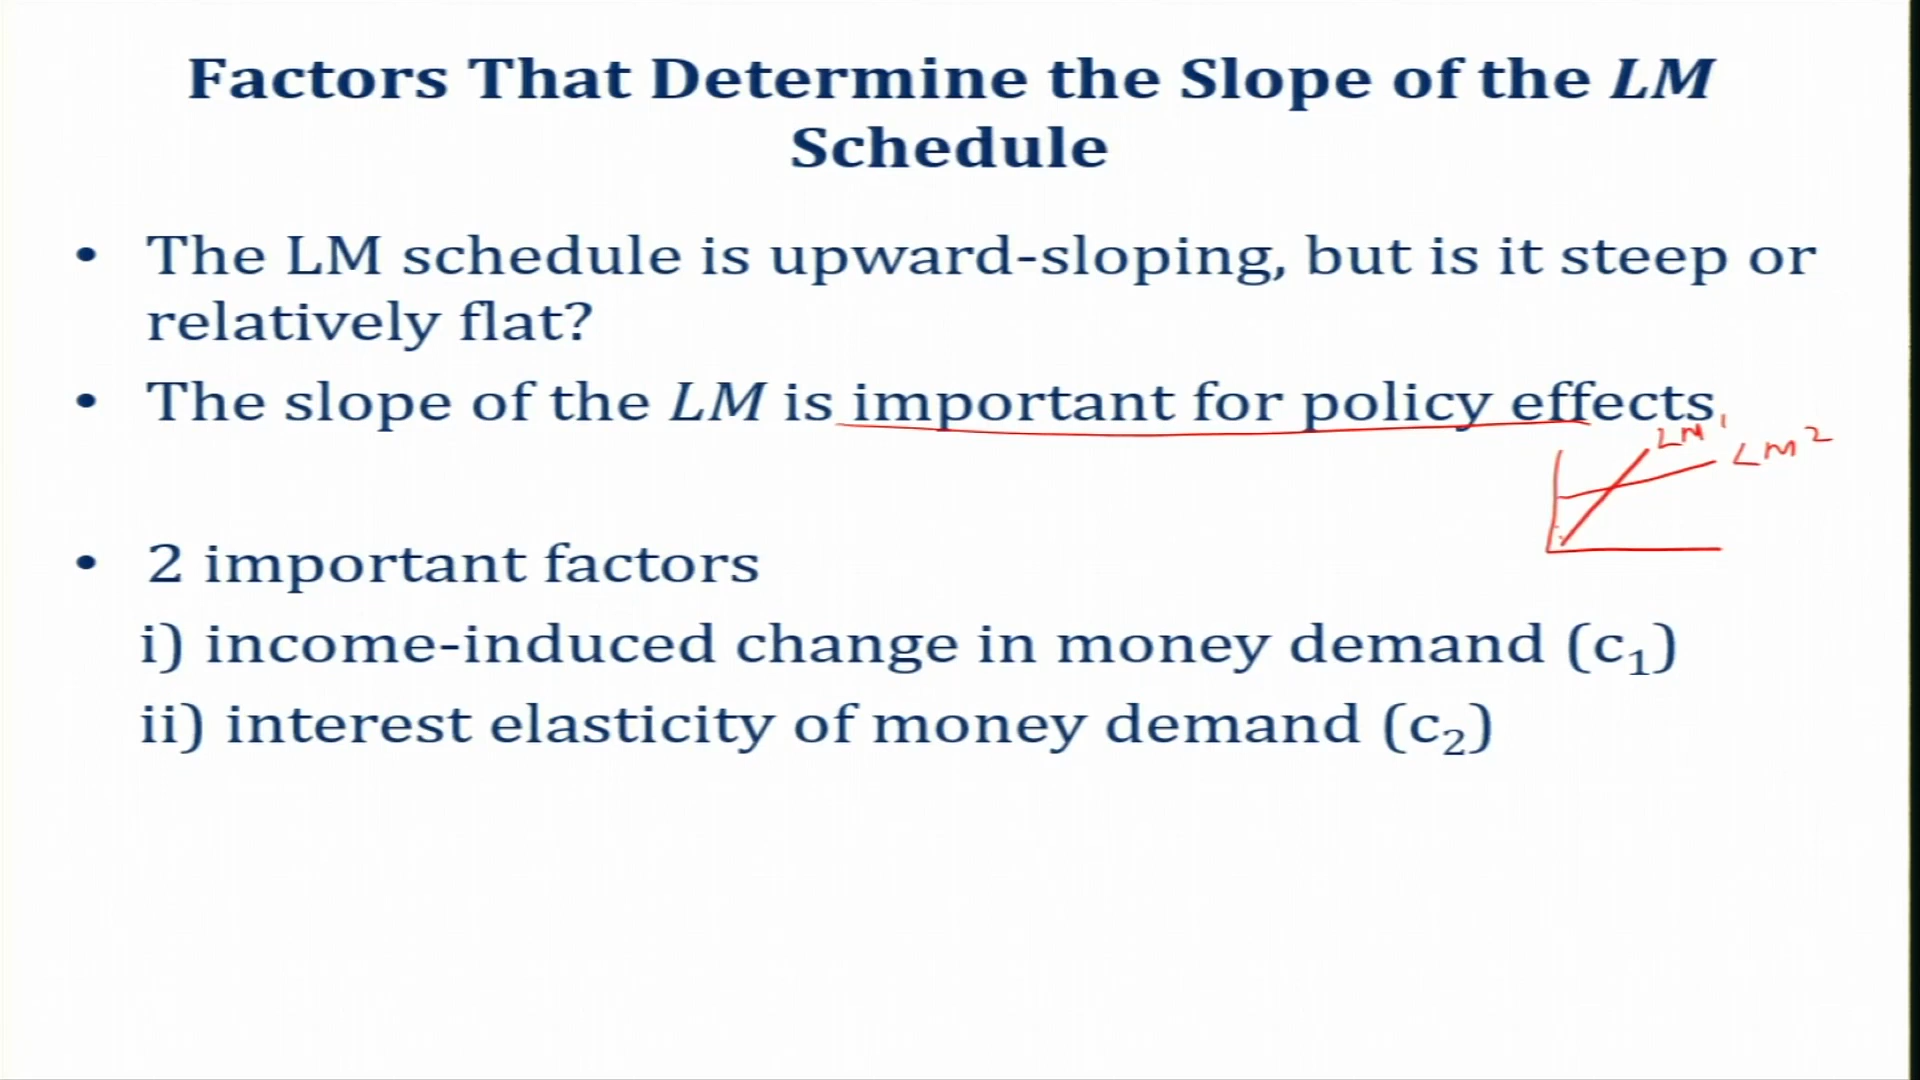 Factors That Determine the Slope of the LM
Schedule
• The LM schedule is upward-sloping, but is it steep or
relatively flat?
• The slope of the LM is important for policy effects
LM¹
LM²
• 2 important factors
i) income-induced change in money demand (c₁)
ii) interest elasticity of money demand (c₂)